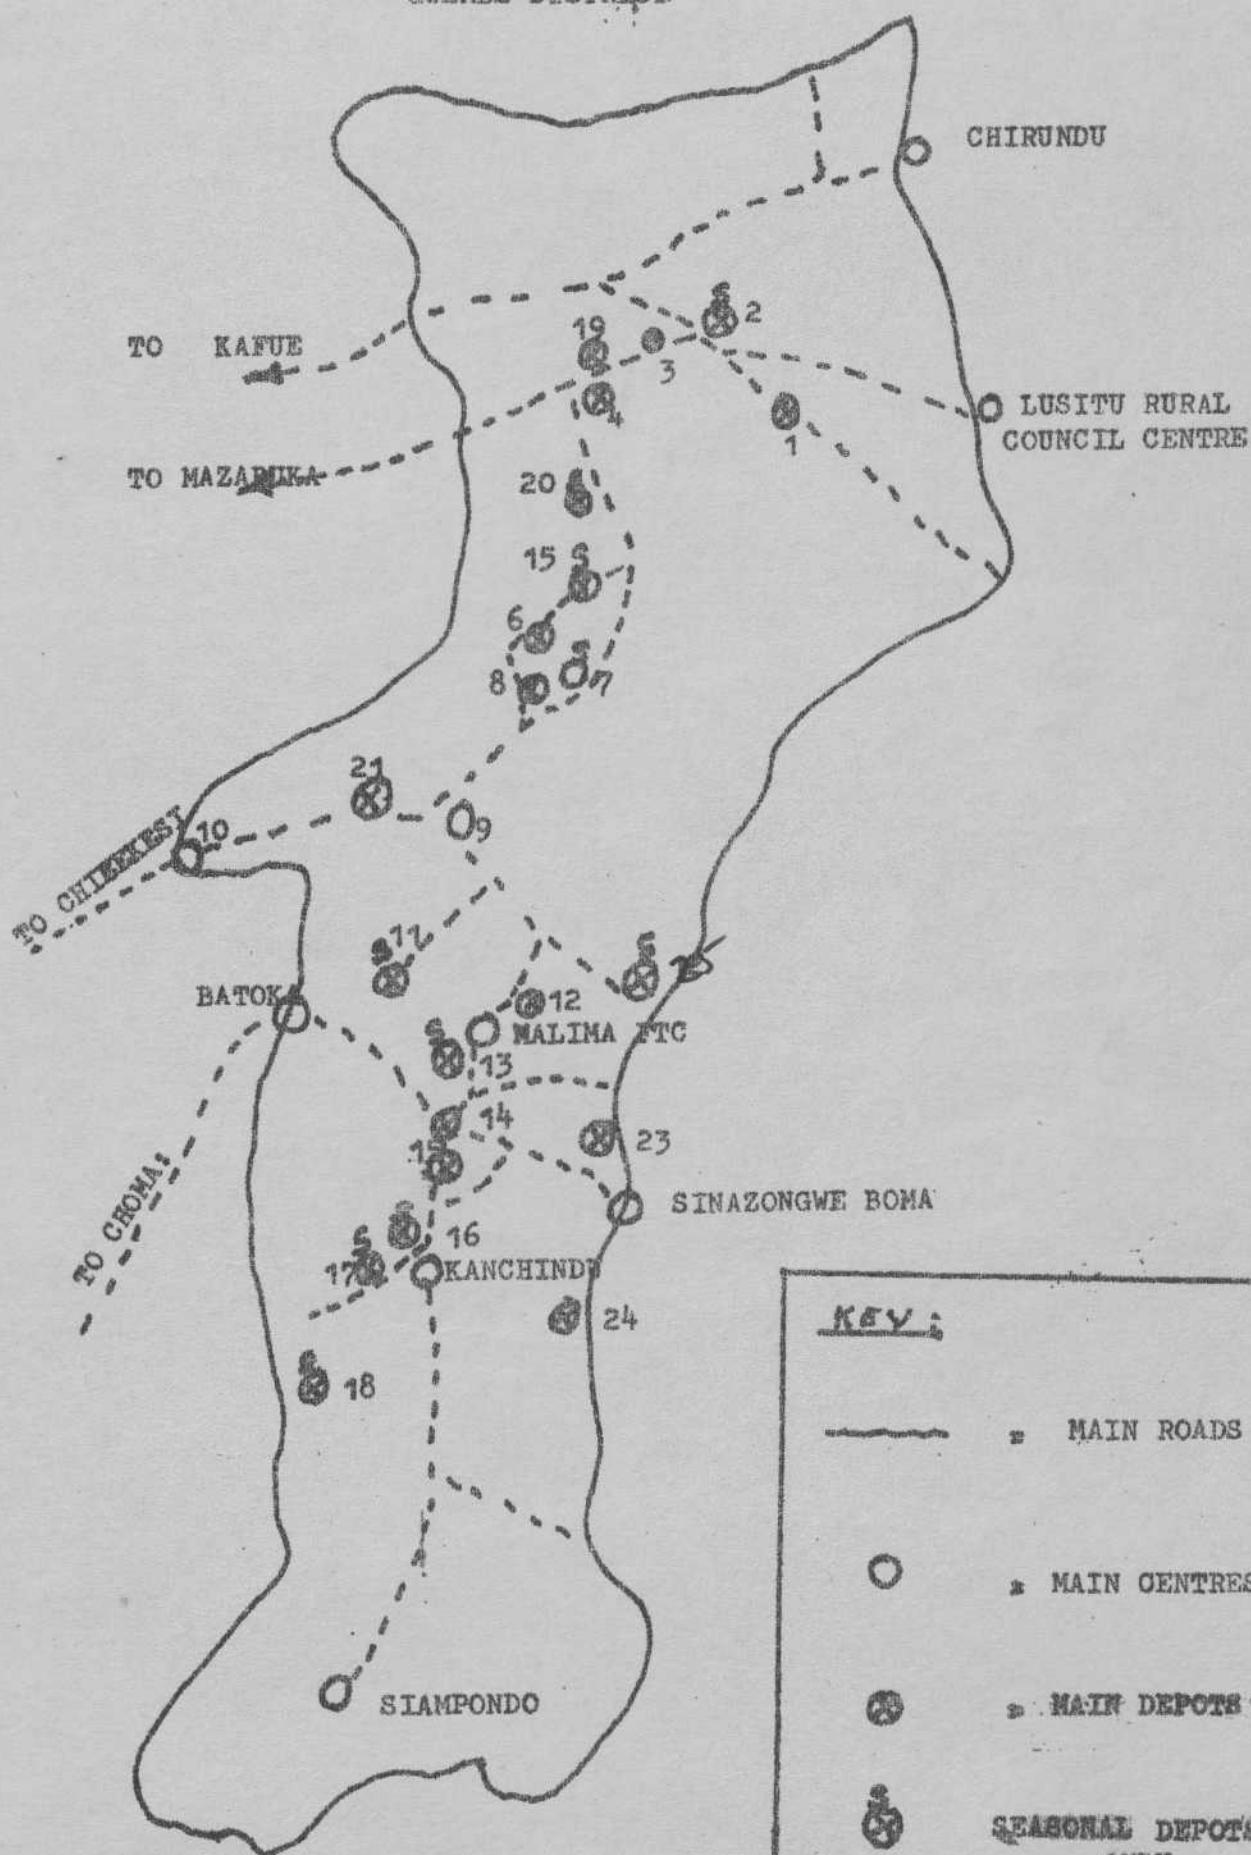 CHIRUNDU
2
19
TO KAFUE
3
4
LUSITU RURAL
COUNCIL CENTRE
1
TO MAZABUKA
20
15
6
8
7
21
9
10
TO CHISEKESI
BATOKA
12
MALIMA FTC
13
14
23
15
TO CHOMA:
SINAZONGWE BOMA
16
17
KANCHINDU
24
18
SIAMPONDO
KEY:
= MAIN ROADS
= MAIN CENTRES
= MAIN DEPOTS
S
SEASONAL DEPOTS